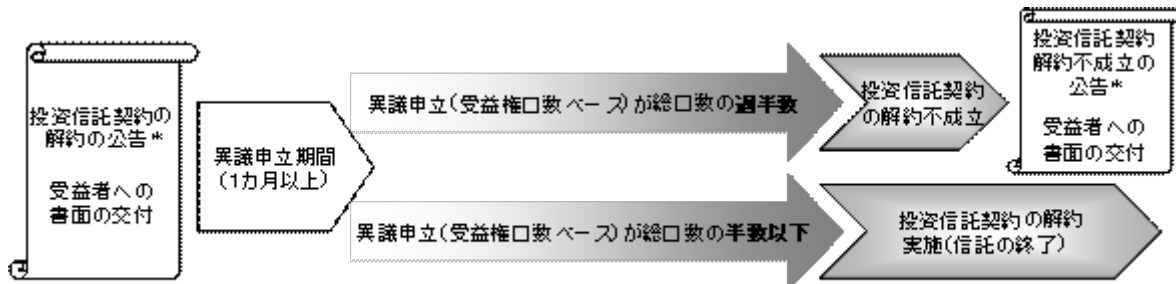 投資信託契約の
解約の公告*
受益者への
書面の交付
異議申立期間
(1カ月以上)
異議申立(受益権口数ベース)が総口数の過半数
投資信託契約
の解約不成立
投資信託契約
解約不成立の
公告*
受益者への
書面の交付
異議申立(受益権口数ベース)が総口数の半数以下
投資信託契約の解約
実施(信託の終了)